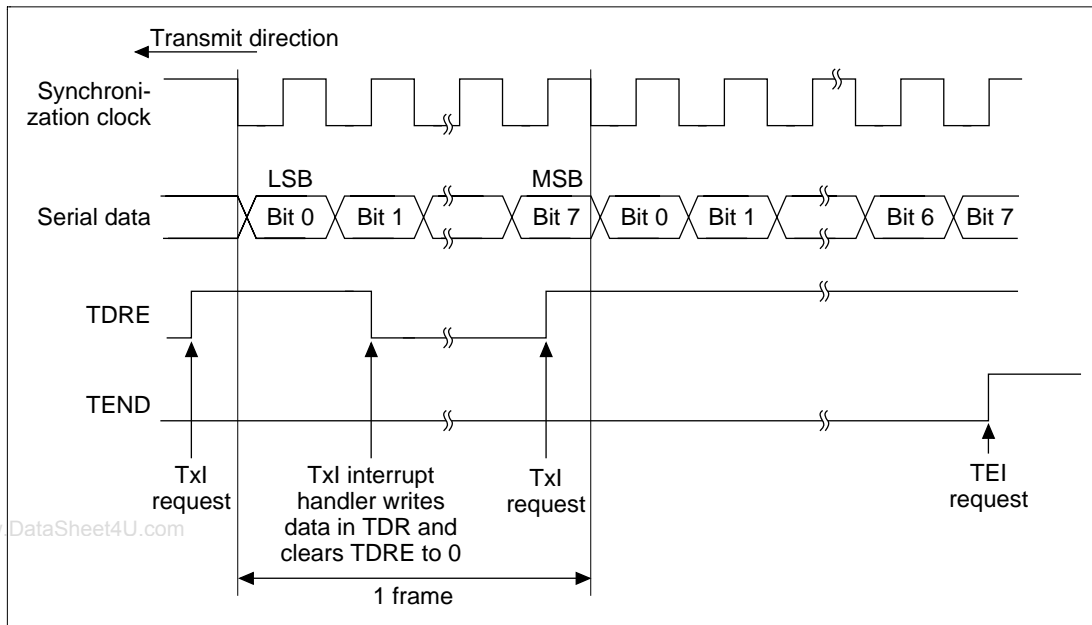 Transmit direction
Synchroni-
zation clock
LSB
MSB
Serial data
Bit 0
Bit 1
Bit 7
Bit 0
Bit 1
Bit 6
Bit 7
TDRE
TEND
TxI
request
TxI interrupt
handler writes
data in TDR and
clears TDRE to 0
TxI
request
TEI
request
.DataSheet4U.com
1 frame